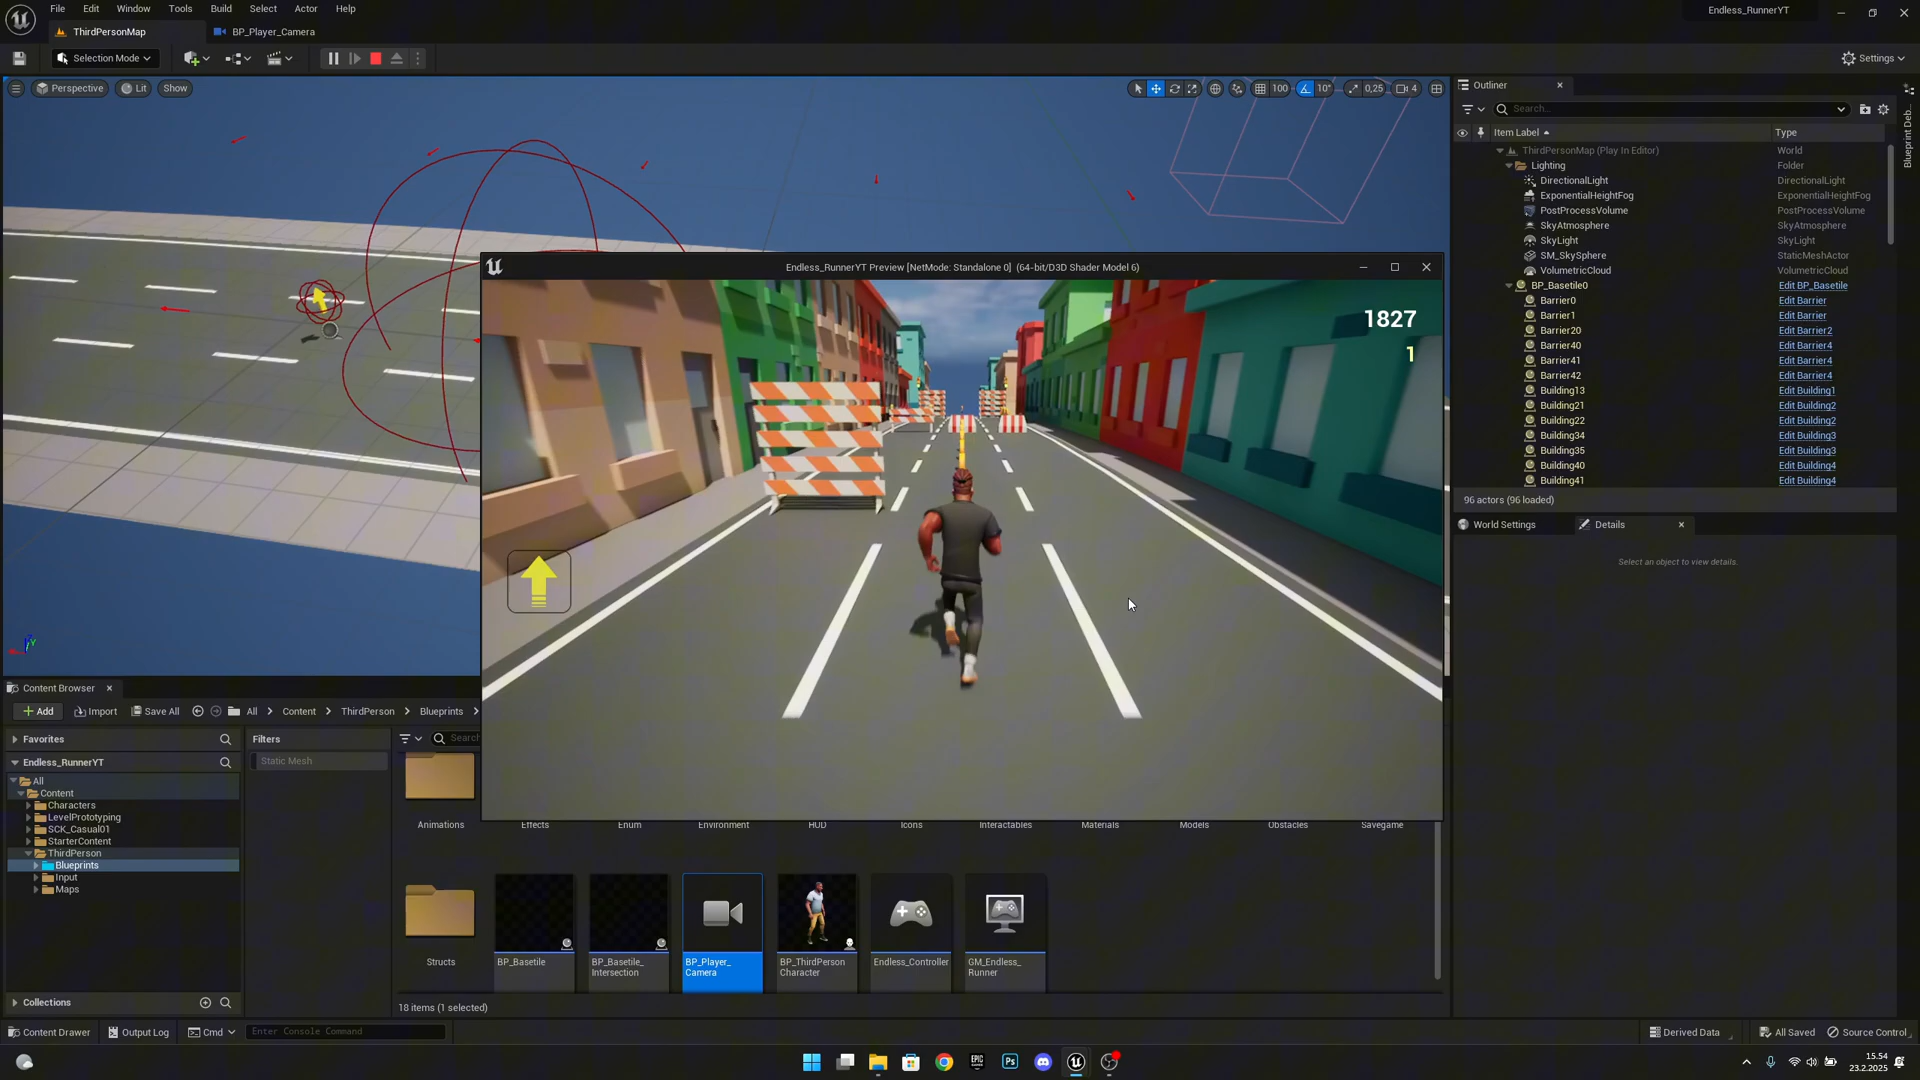 File Edit Window Tools Build Select Actor Help
Endless_RunnerYT
ThirdPersonMap
BP_Player_Camera
Selection Mode
Settings
Perspective
Lit
Show
100
10°
0,25
4
Outliner
Search...
Item Label
Type
ThirdPersonMap (Play In Editor) World
Lighting Folder
DirectionalLight DirectionalLight
ExponentialHeightFog ExponentialHeightFog
PostProcessVolume PostProcessVolume
SkyAtmosphere SkyAtmosphere
SkyLight SkyLight
SM_SkySphere StaticMeshActor
VolumetricCloud VolumetricCloud
BP_Basetile0 Edit BP_Basetile
Barrier0 Edit Barrier
Barrier1 Edit Barrier
Barrier20 Edit Barrier2
Barrier40 Edit Barrier4
Barrier41 Edit Barrier4
Barrier42 Edit Barrier4
Building13 Edit Building1
Building21 Edit Building2
Building22 Edit Building2
Building34 Edit Building3
Building35 Edit Building3
Building40 Edit Building4
Building41 Edit Building4
96 actors (96 loaded)
Blueprint Deb...
World Settings
Details
Select an object to view details.
Endless_RunnerYT Preview [NetMode: Standalone 0] (64-bit/D3D Shader Model 6)
1827
1
Content Browser
Add
Import
Save All
All
Content
ThirdPerson
Blueprints
Favorites
Endless_RunnerYT
All
Content
Characters
LevelPrototyping
SCK_Casual01
StarterContent
ThirdPerson
Blueprints
Input
Maps
Collections
Filters
Static Mesh
Search
Animations
Effects
Enum
Environment
HUD
Icons
Interactables
Materials
Models
Obstacles
Savegame
Structs
BP_Basetile
BP_Basetile_
Intersection
BP_Player_
Camera
BP_ThirdPerson
Character
Endless_Controller
GM_Endless_
Runner
18 items (1 selected)
Content Drawer
Output Log
Cmd
Enter Console Command
Derived Data
All Saved
Source Control
EPIC
Ps
15.54
23.2.2025